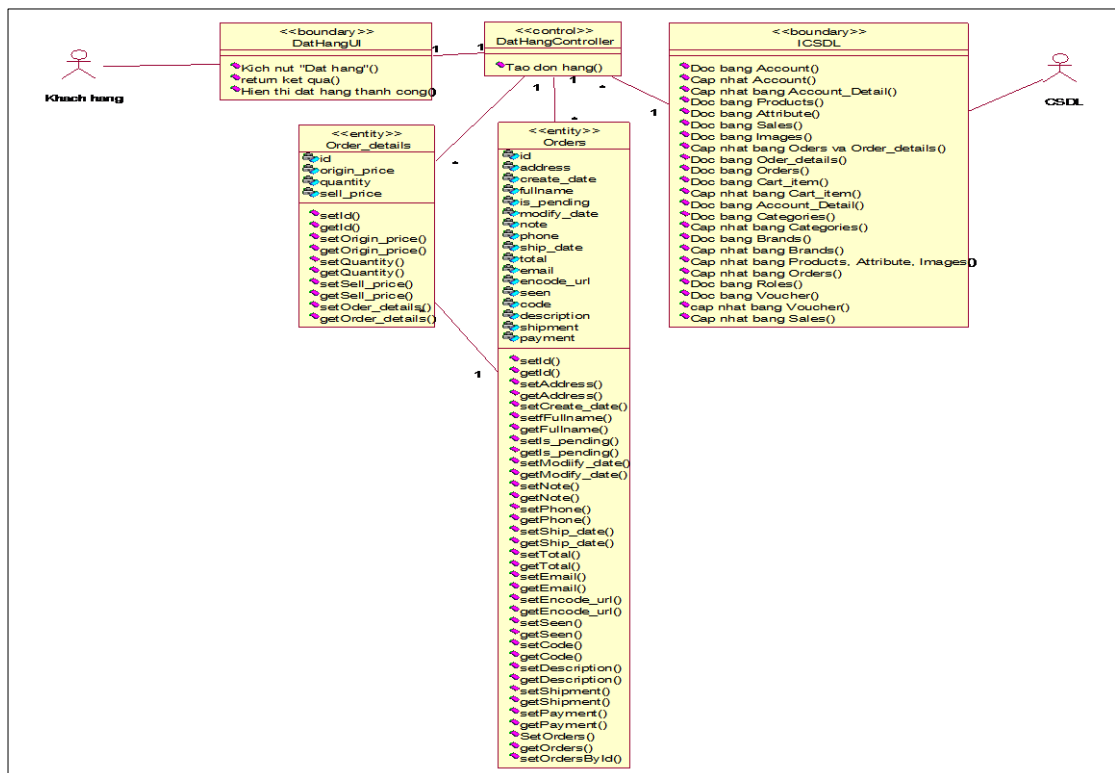 <<boundary>>
DatHangUI
Kich nut "Dat hang"()
return ket qua()
Hien thi dat hang thanh cong()
1
1
<<control>>
DatHangController
Tao don hang()
1
1
*
1
*
*
<<boundary>>
ICSDL
Doc bang Account()
Cap nhat Account()
Cap nhat bang Account_Detail()
Doc bang Products()
Doc bang Attribute()
Doc bang Sales()
Doc bang Images()
Cap nhat bang Oders va Order_details()
Doc bang Oder_details()
Doc bang Orders()
Doc bang Cart_item()
Cap nhat bang Cart_item()
Doc bang Account_Detail()
Doc bang Categories()
Cap nhat bang Categories()
Doc bang Brands()
Cap nhat bang Brands()
Cap nhat bang Products, Attribute, Images()
Cap nhat bang Orders()
Doc bang Roles()
Doc bang Voucher()
cap nhat bang Voucher()
Cap nhat bang Sales()
Khach hang
CSDL
<<entity>>
Order_details
id
origin_price
quantity
sell_price
setId()
getId()
setOrigin_price()
getOrigin_price()
setQuantity()
getQuantity()
setSell_price()
getSell_price()
setOder_details()
getOrder_details()
*
1
<<entity>>
Orders
id
address
create_date
fullname
is_pending
modify_date
note
phone
ship_date
total
email
encode_url
seen
code
description
shipment
payment
setId()
getId()
setAddress()
getAddress()
setCreate_date()
setfFullname()
getFullname()
setIs_pending()
getIs_pending()
setModiify_date()
getModify_date()
setNote()
getNote()
setPhone()
getPhone()
setShip_date()
getShip_date()
setTotal()
getTotal()
setEmail()
getEmail()
setEncode_url()
getEncode_url()
setSeen()
getSeen()
setCode()
getCode()
setDescription()
getDescription()
setShipment()
getShipment()
setPayment()
getPayment()
SetOrders()
getOrders()
setOrdersById()